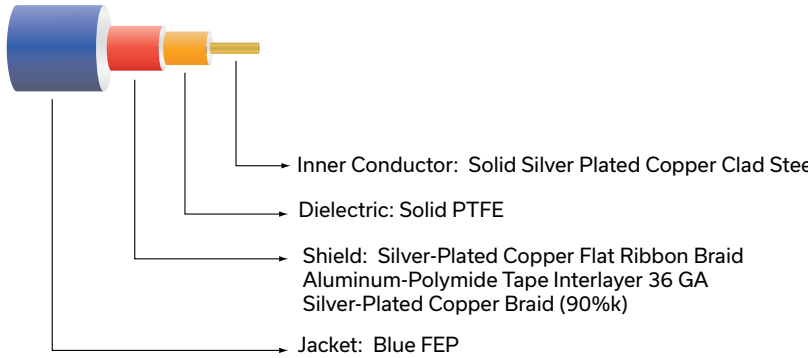 Inner Conductor: Solid Silver Plated Copper Clad Stee
Dielectric: Solid PTFE
Shield: Silver-Plated Copper Flat Ribbon Braid
Aluminum-Polymide Tape Interlayer 36 GA
Silver-Plated Copper Braid (90%k)
Jacket: Blue FEP